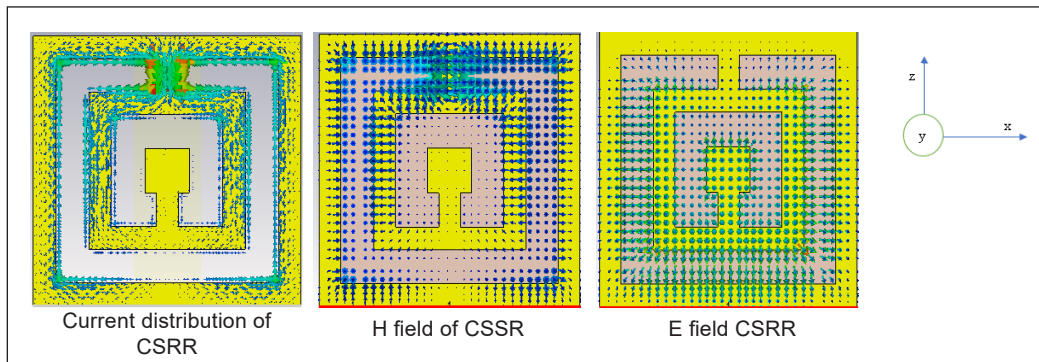 Current distribution of
CSRR
H field of CSSR
E field CSRR
z
y
x